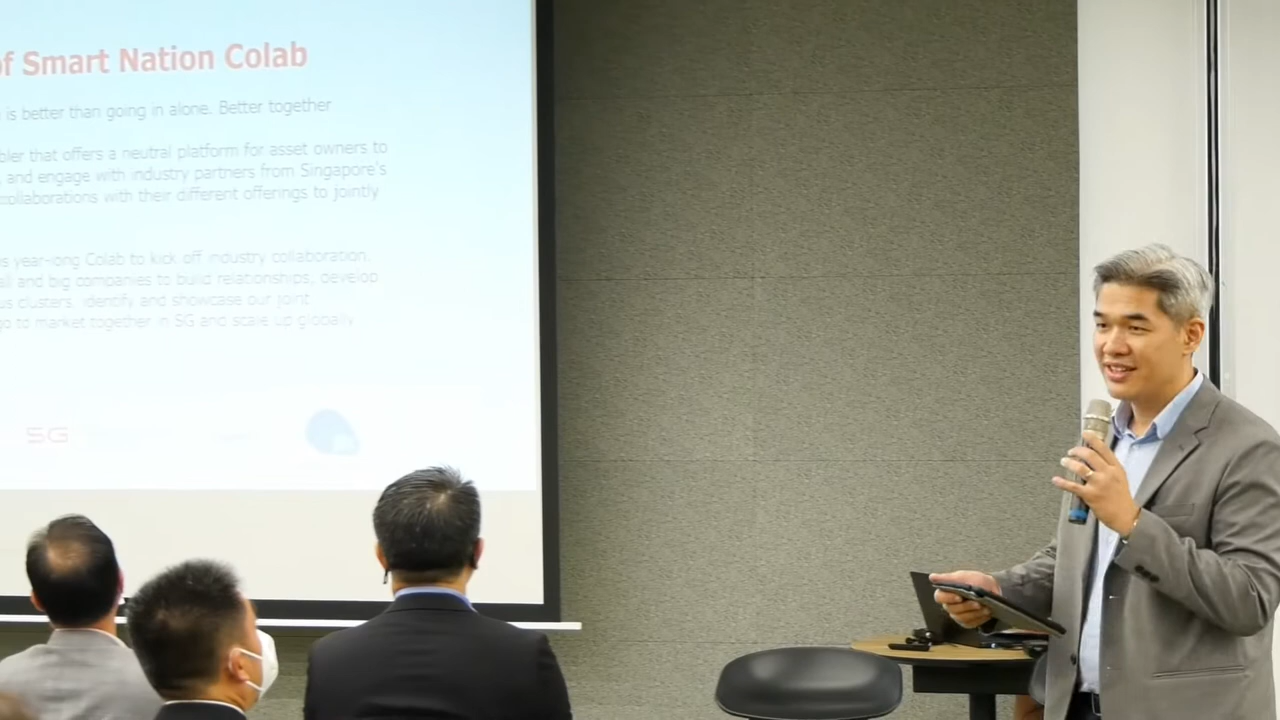 of Smart Nation Colab
is better than going in alone. Better together
bler that offers a neutral platform for asset owners to
and engage with industry partners from Singapore's
collaborations with their different offerings to jointly
s year-long Colab to kick off industry collaboration.
all and big companies to build relationships, develop
us clusters, identify and showcase our joint
go to market together in SG and scale up globally
SG